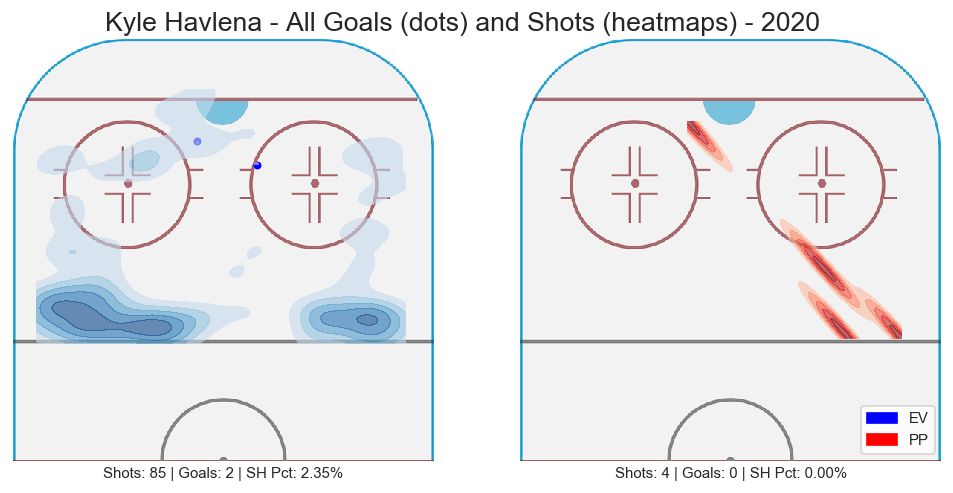 Kyle Havlena - All Goals (dots) and Shots (heatmaps) - 2020
EV
PP
Shots: 85 | Goals: 2 | SH Pct: 2.35%
Shots: 4 | Goals: 0 | SH Pct: 0.00%